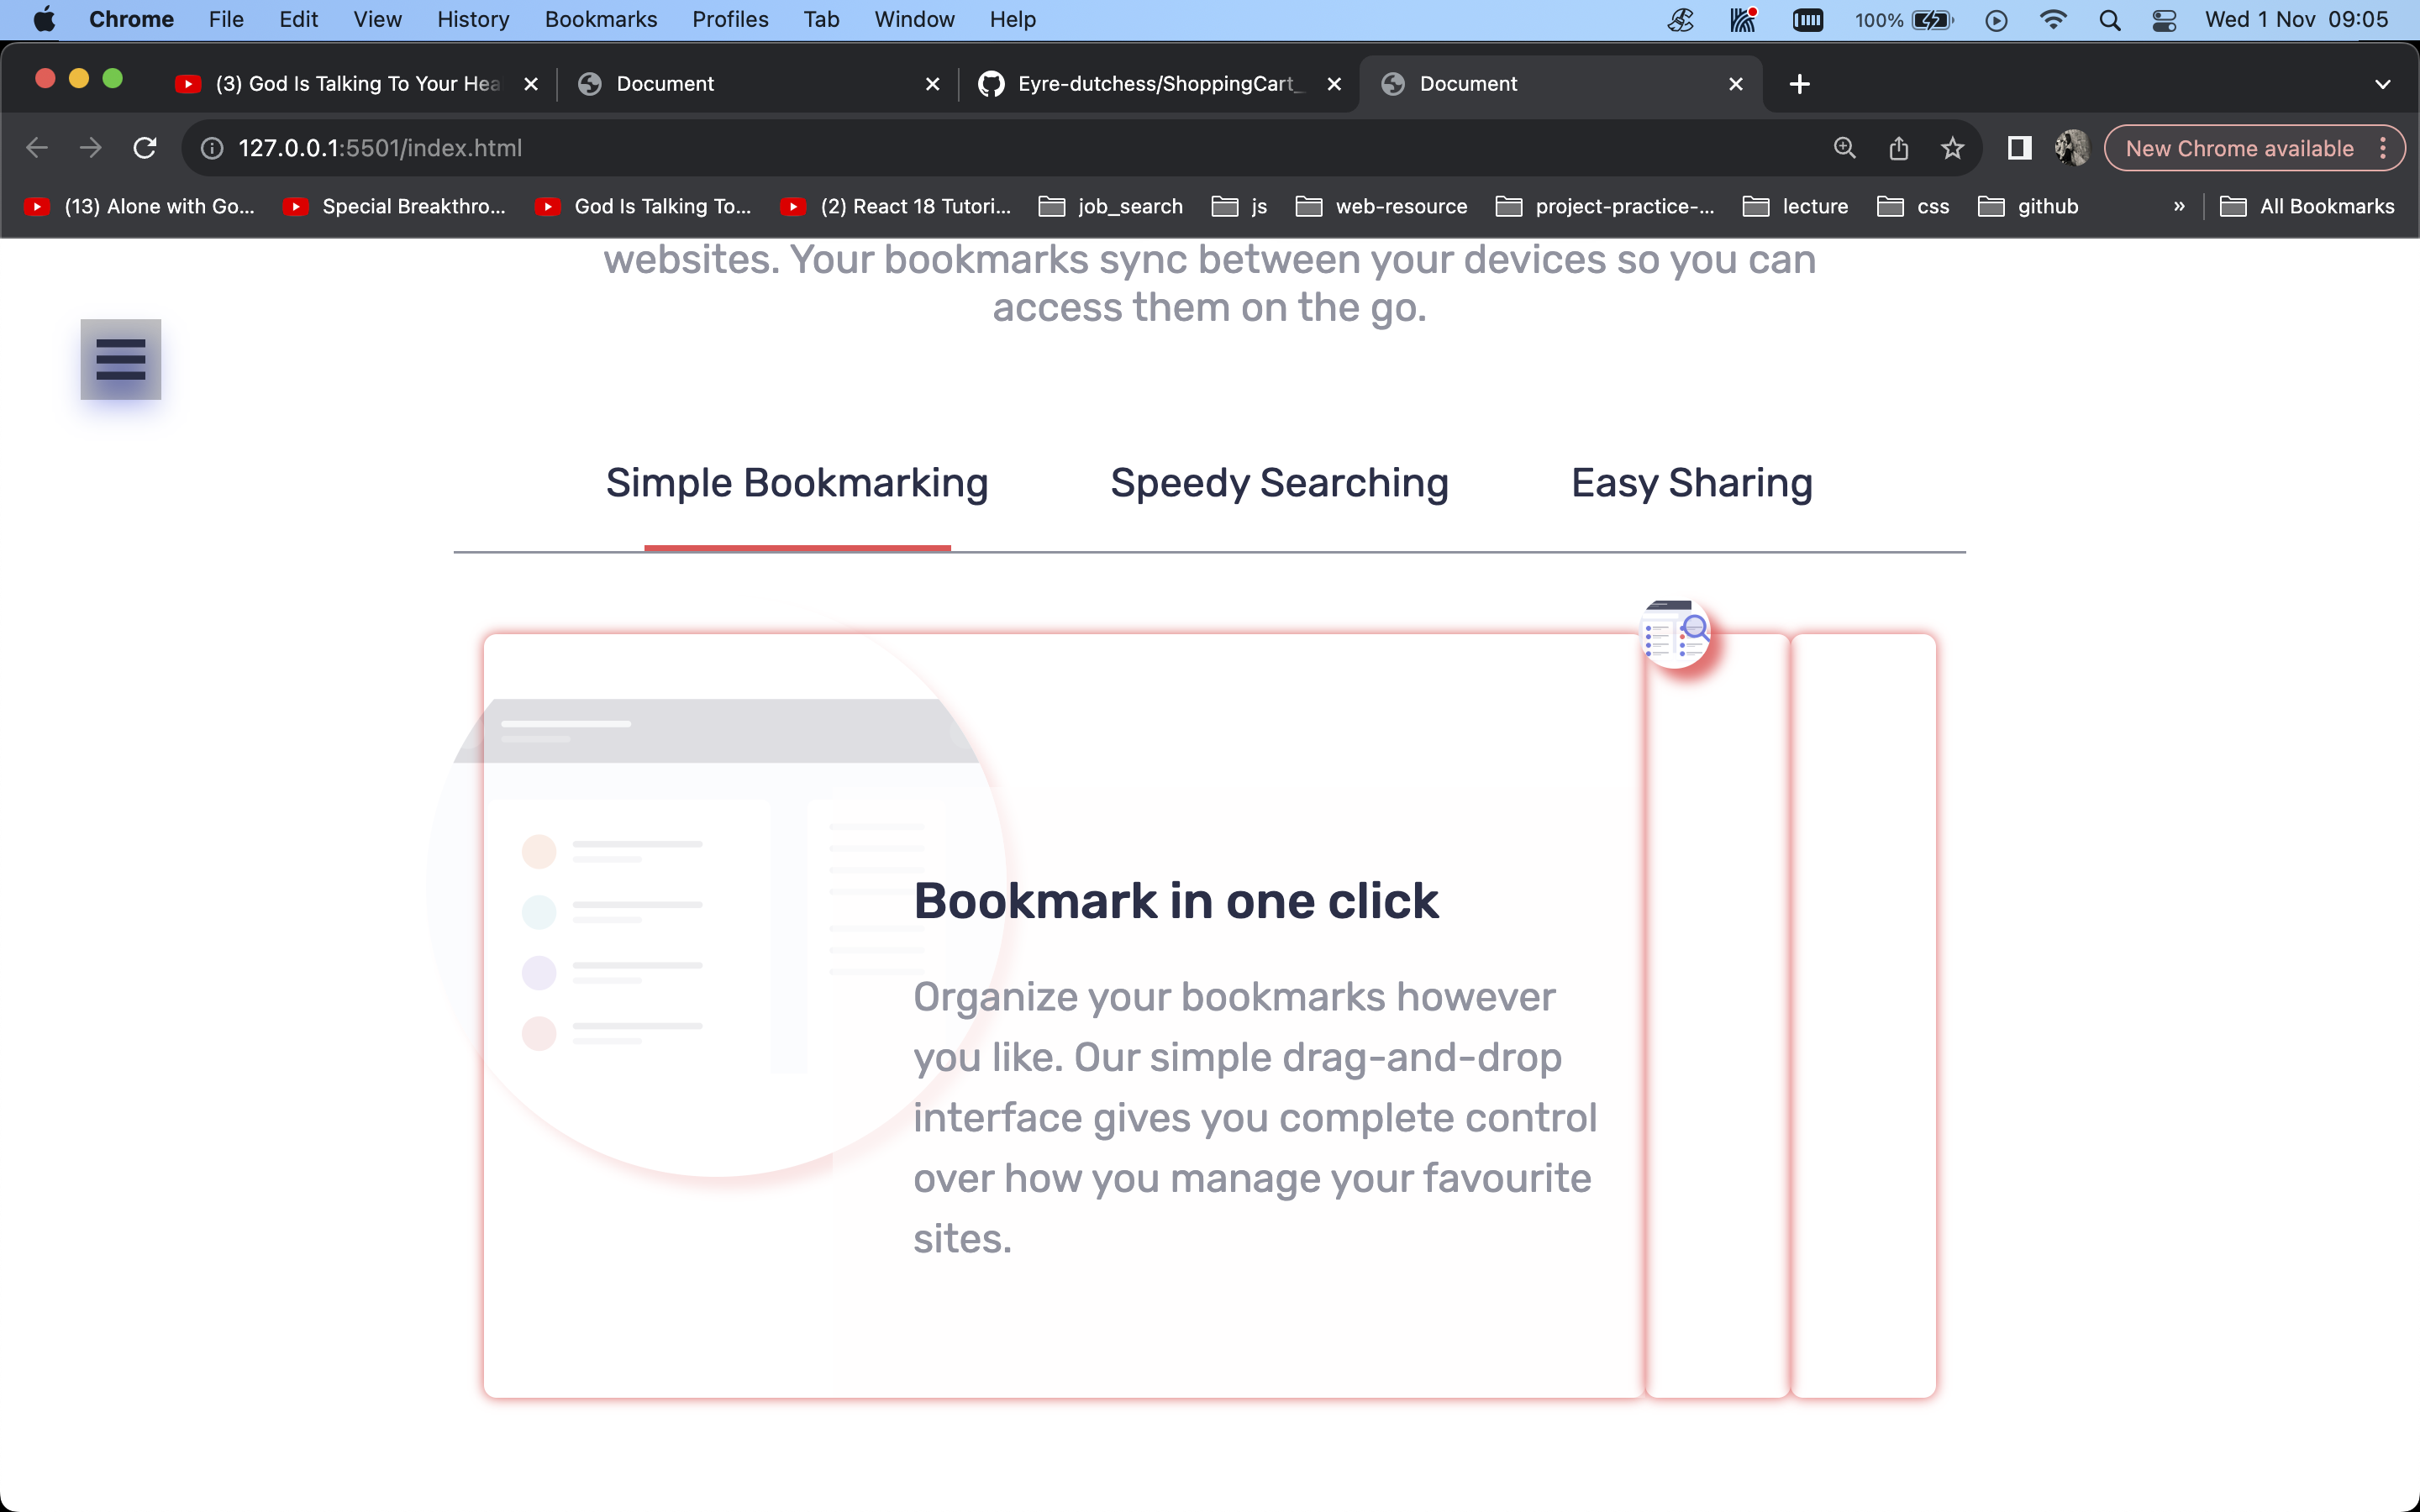 Chrome File Edit View History Bookmarks Profiles Tab Window Help 100% Wed 1 Nov 09:05
(3) God Is Talking To Your Hea Document Eyre-dutchess/ShoppingCart_ Document
127.0.0.1:5501/index.html New Chrome available
(13) Alone with Go... Special Breakthro... God Is Talking To... (2) React 18 Tutori... job_search js web-resource project-practice-... lecture css github » All Bookmarks
websites. Your bookmarks sync between your devices so you can
access them on the go.
Simple Bookmarking Speedy Searching Easy Sharing
Bookmark in one click
Organize your bookmarks however
you like. Our simple drag-and-drop
interface gives you complete control
over how you manage your favourite
sites.